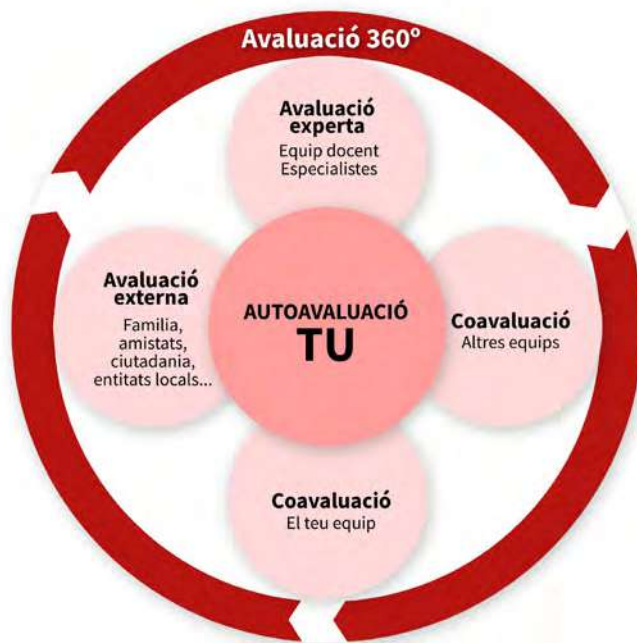 Avaluació 360º
Avaluació
experta
Equip docent
Especialistes
Avaluació
externa
Familia,
amistats,
ciutadania,
entitats locals...
AUTOAVALUACIÓ
TU
Coavaluació
Altres equips
Coavaluació
El teu equip